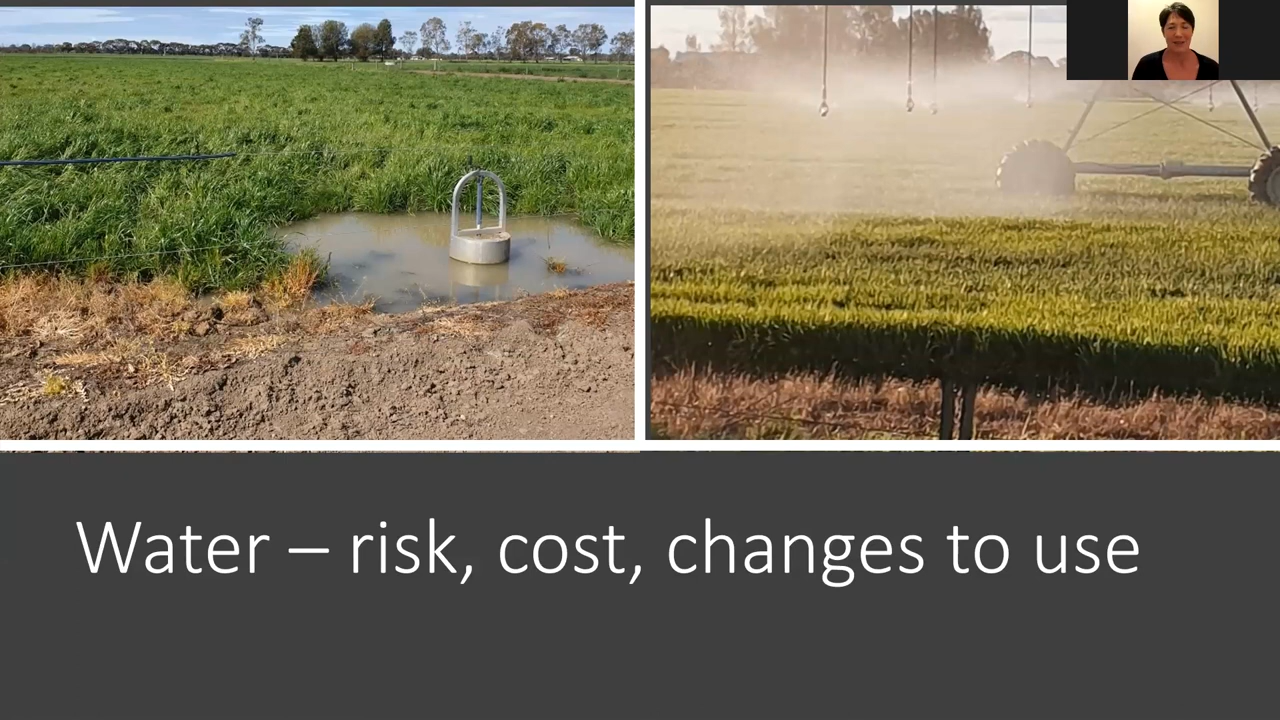 Water – risk, cost, changes to use